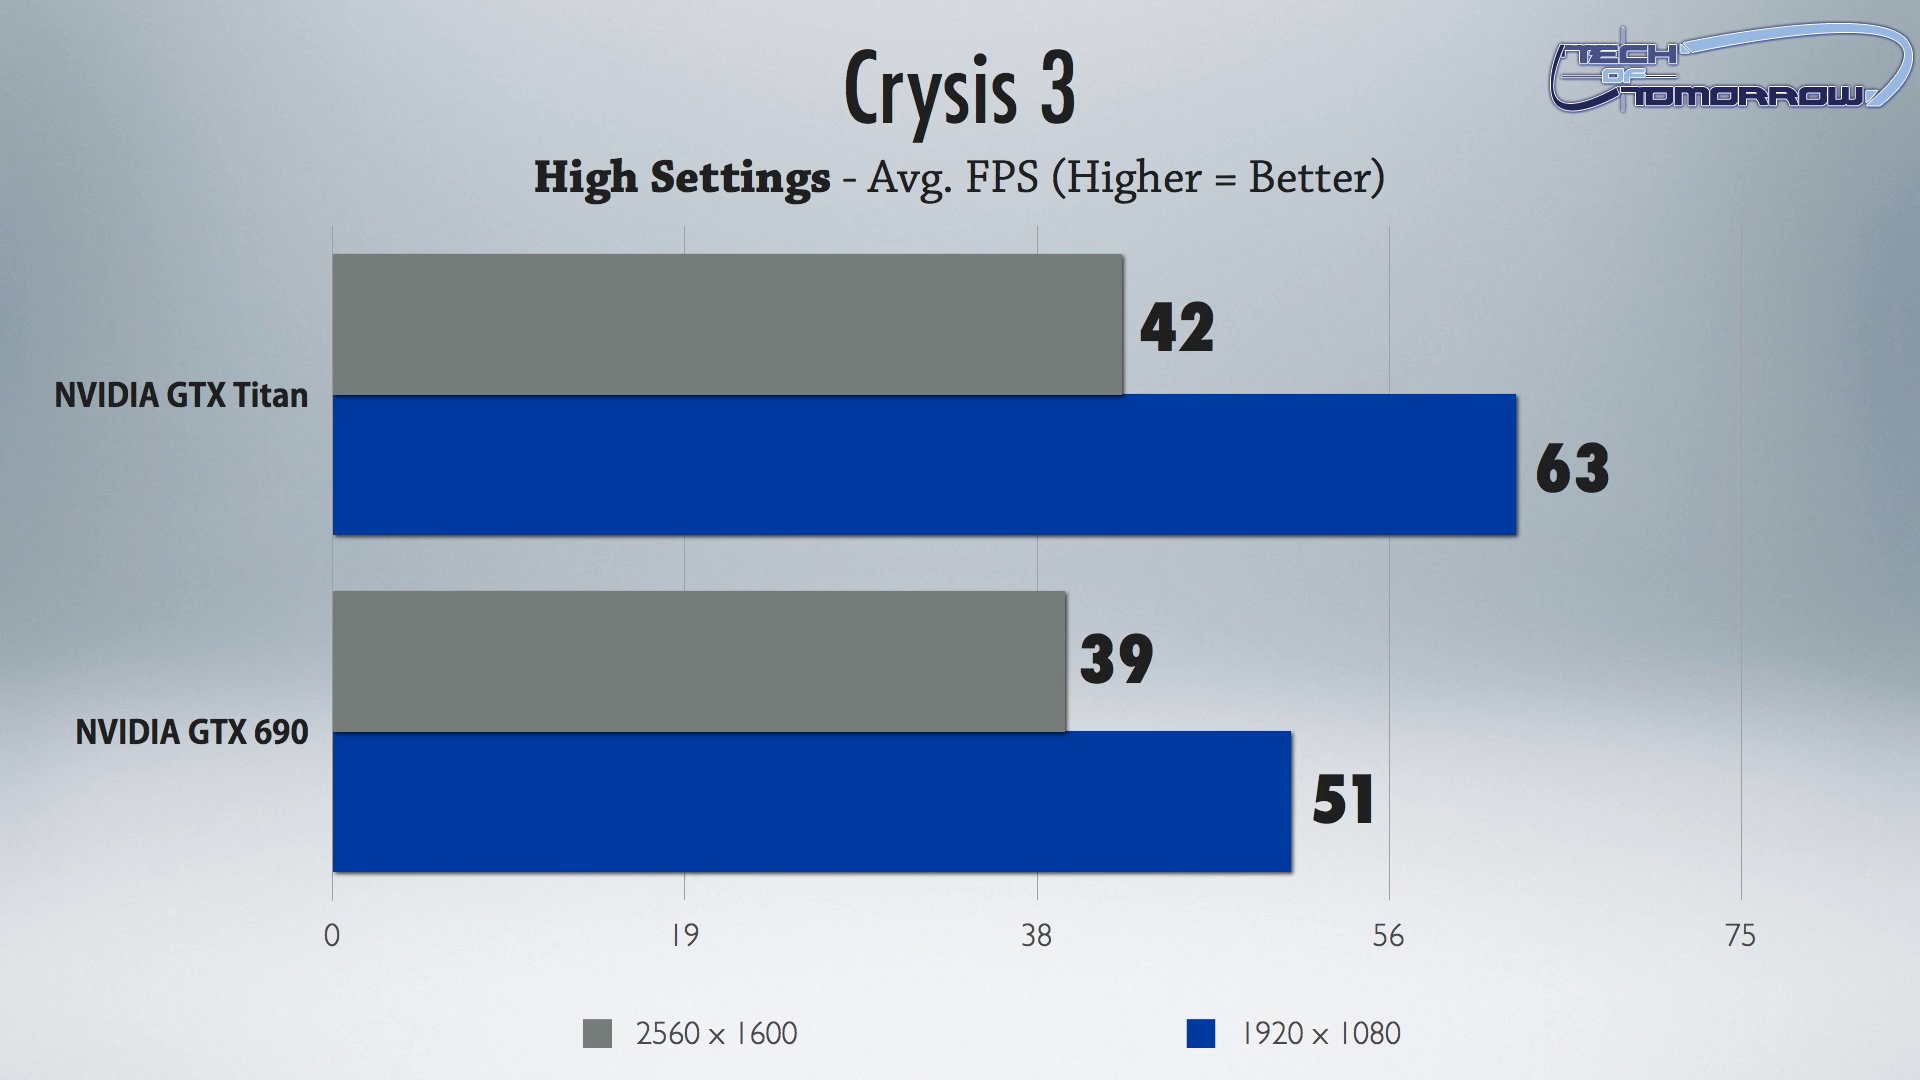 Crysis 3
TECH
OF
TOMORROW
High Settings - Avg. FPS (Higher = Better)
42
NVIDIA GTX Titan
63
39
NVIDIA GTX 690
51
0 19 38 56 75
2560 x 1600 1920 x 1080